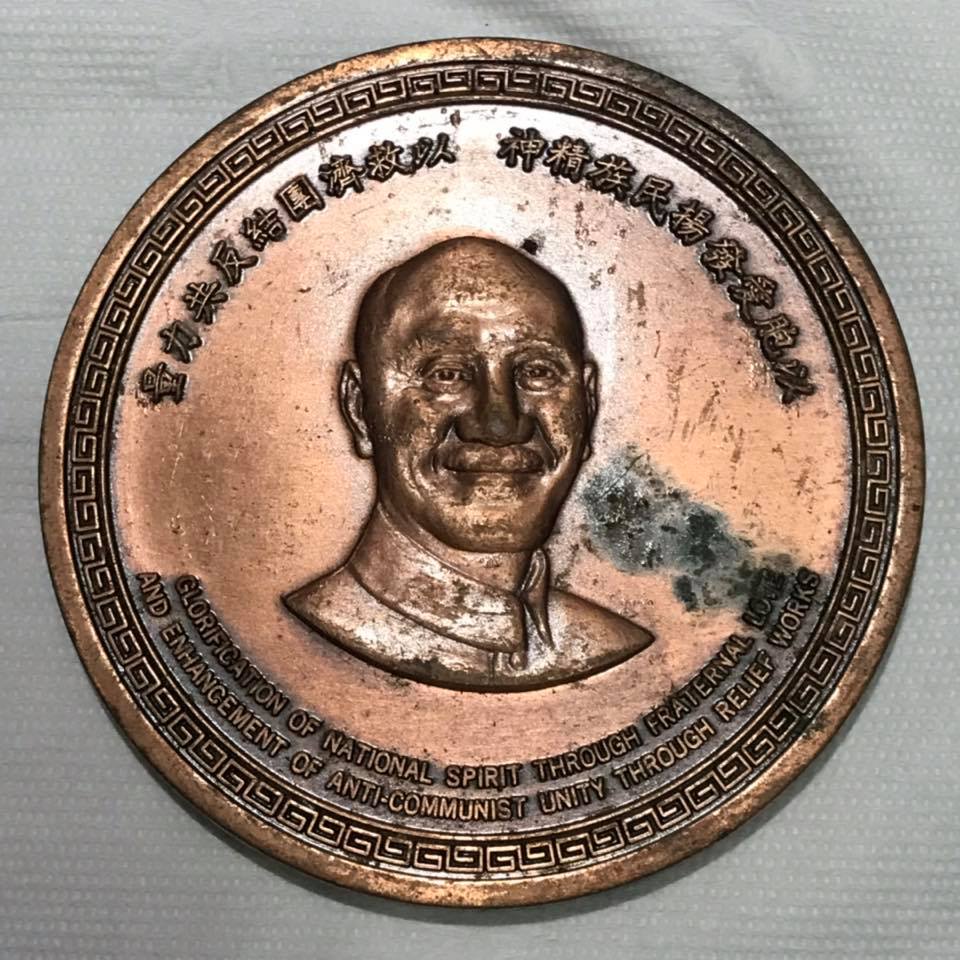 以胞愛發揚民族精神 以救濟團結反共力量
GLORIFICATION OF NATIONAL SPIRIT THROUGH FRATERNAL LOVE
AND ENHANCEMENT OF ANTI-COMMUNIST UNITY THROUGH RELIEF WORKS